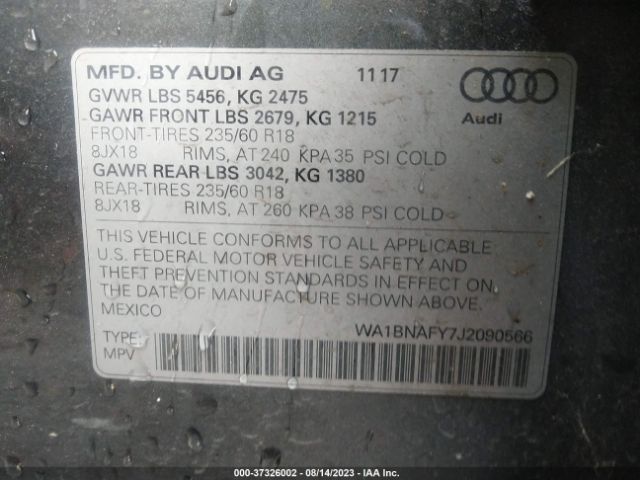 MFD. BY AUDI AG 11 17
GVWR LBS 5456, KG 2475
GAWR FRONT LBS 2679, KG 1215
Audi
FRONT-TIRES 235/60 R18
8JX18 RIMS, AT 240 KPA 35 PSI COLD
GAWR REAR LBS 3042, KG 1380
REAR-TIRES 235/60 R18
8JX18 RIMS, AT 260 KPA 38 PSI COLD
THIS VEHICLE CONFORMS TO ALL APPLICABLE
U.S. FEDERAL MOTOR VEHICLE SAFETY AND
THEFT PREVENTION STANDARDS IN EFFECT ON
THE DATE OF MANUFACTURE SHOWN ABOVE.
MEXICO
WA1BNAFY7J2090566
TYPE:
MPV
000-37326002 - 08/14/2023 - IAA Inc.